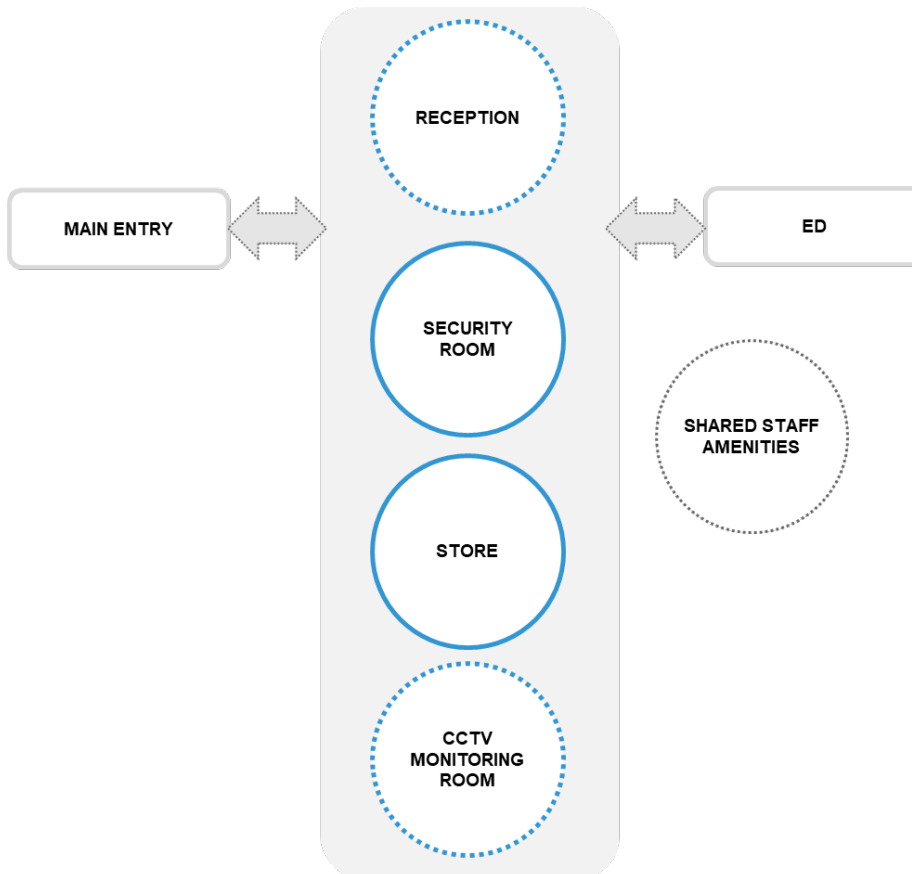 RECEPTION
MAIN ENTRY
ED
SECURITY
ROOM
SHARED STAFF
AMENITIES
STORE
CCTV
MONITORING
ROOM